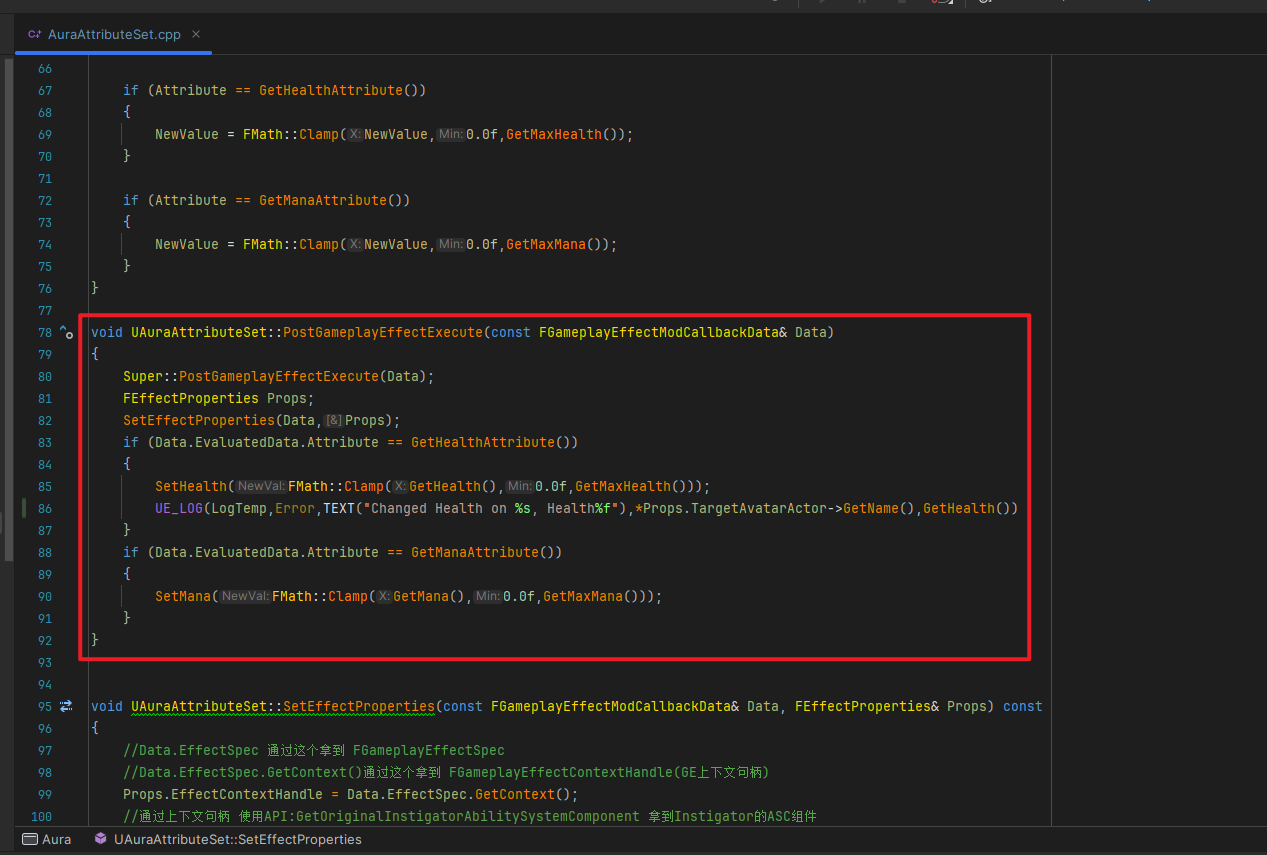 AuraAttributeSet.cpp
66
67 if (Attribute == GetHealthAttribute())
68 {
69 NewValue = FMath::Clamp(X:NewValue,Min:0.0f,GetMaxHealth());
70 }
71
72 if (Attribute == GetManaAttribute())
73 {
74 NewValue = FMath::Clamp(X:NewValue,Min:0.0f,GetMaxMana());
75 }
76 }
77
78 void UAuraAttributeSet::PostGameplayEffectExecute(const FGameplayEffectModCallbackData& Data)
79 {
80 Super::PostGameplayEffectExecute(Data);
81 FEffectProperties Props;
82 SetEffectProperties(Data,[&]Props);
83 if (Data.EvaluatedData.Attribute == GetHealthAttribute())
84 {
85 SetHealth(NewVal:FMath::Clamp(X:GetHealth(),Min:0.0f,GetMaxHealth()));
86 UE_LOG(LogTemp,Error,TEXT("Changed Health on %s, Health%f"),*Props.TargetAvatarActor->GetName(),GetHealth())
87 }
88 if (Data.EvaluatedData.Attribute == GetManaAttribute())
89 {
90 SetMana(NewVal:FMath::Clamp(X:GetMana(),Min:0.0f,GetMaxMana()));
91 }
92 }
93
94
95 void UAuraAttributeSet::SetEffectProperties(const FGameplayEffectModCallbackData& Data, FEffectProperties& Props) const
96 {
97 //Data.EffectSpec 通过这个拿到 FGameplayEffectSpec
98 //Data.EffectSpec.GetContext()通过这个拿到 FGameplayEffectContextHandle(GE上下文句柄)
99 Props.EffectContextHandle = Data.EffectSpec.GetContext();
100 //通过上下文句柄 使用API:GetOriginalInstigatorAbilitySystemComponent 拿到Instigator的ASC组件
Aura UAuraAttributeSet::SetEffectProperties